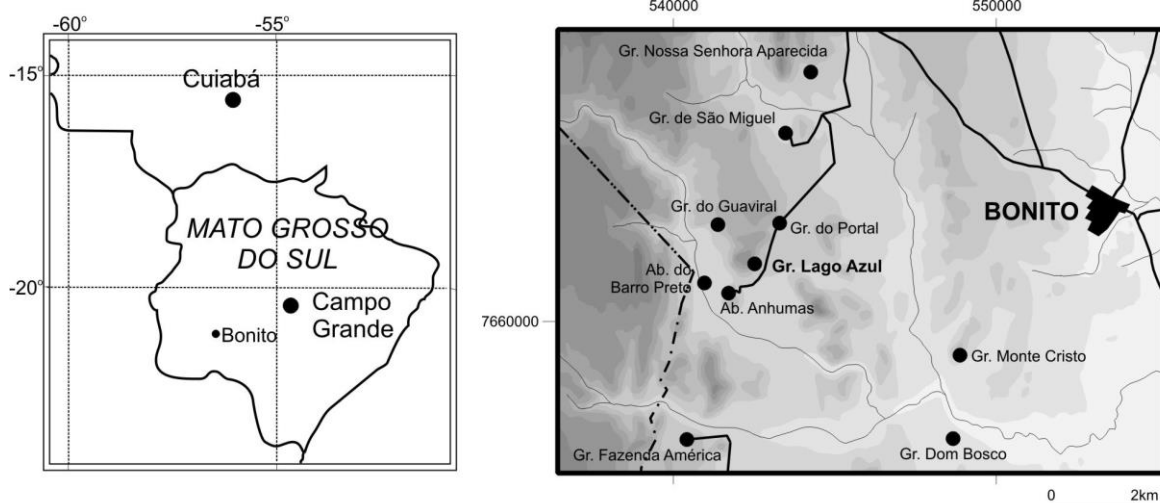 -60°
-55°
-15°
Cuiabá
MATO GROSSO
DO SUL
-20°
Campo
Grande
Bonito
540000
550000
Gr. Nossa Senhora Aparecida
Gr. de São Miguel
BONITO
Gr. do Guaviral
Gr. do Portal
Gr. Lago Azul
Ab. do
Barro Preto
Ab. Anhumas
7660000
Gr. Monte Cristo
Gr. Fazenda América
Gr. Dom Bosco
0
2km